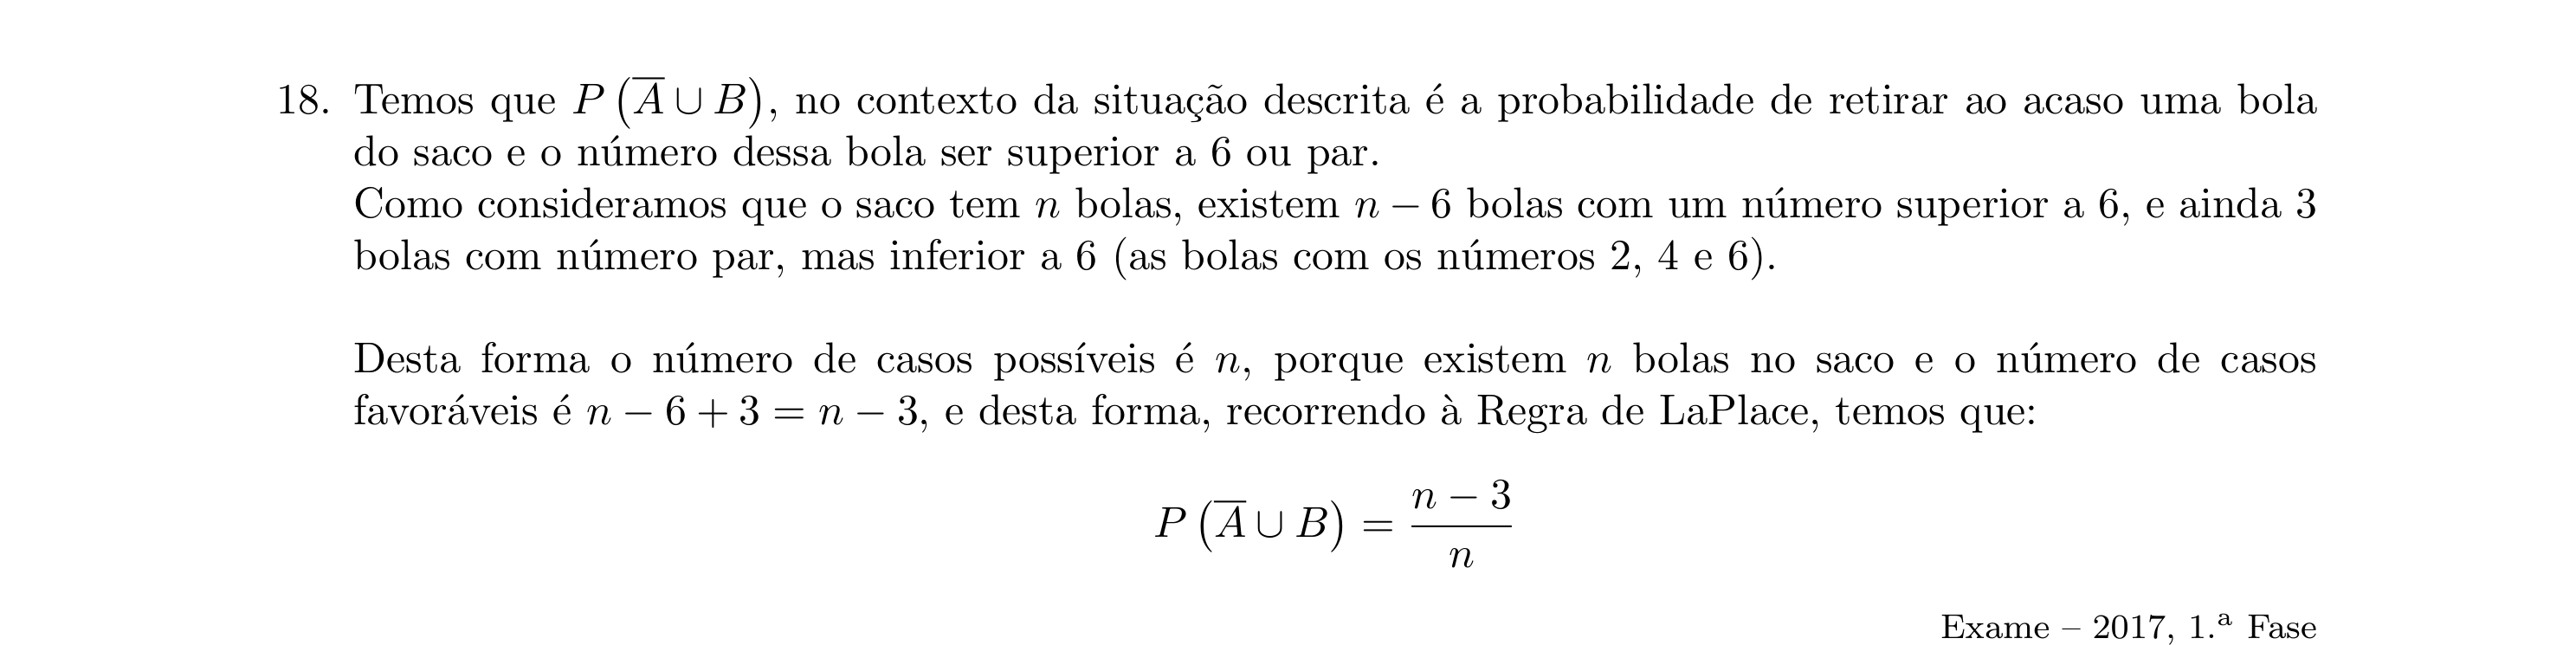 18. Temos que P(A̅ ∪ B), no contexto da situação descrita é a probabilidade de retirar ao acaso uma bola
do saco e o número dessa bola ser superior a 6 ou par.
Como consideramos que o saco tem n bolas, existem n − 6 bolas com um número superior a 6, e ainda 3
bolas com número par, mas inferior a 6 (as bolas com os números 2, 4 e 6).
Desta forma o número de casos possíveis é n, porque existem n bolas no saco e o número de casos
favoráveis é n − 6 + 3 = n − 3, e desta forma, recorrendo à Regra de LaPlace, temos que:
P(A̅ ∪ B) = (n − 3)/n
Exame – 2017, 1.ª Fase